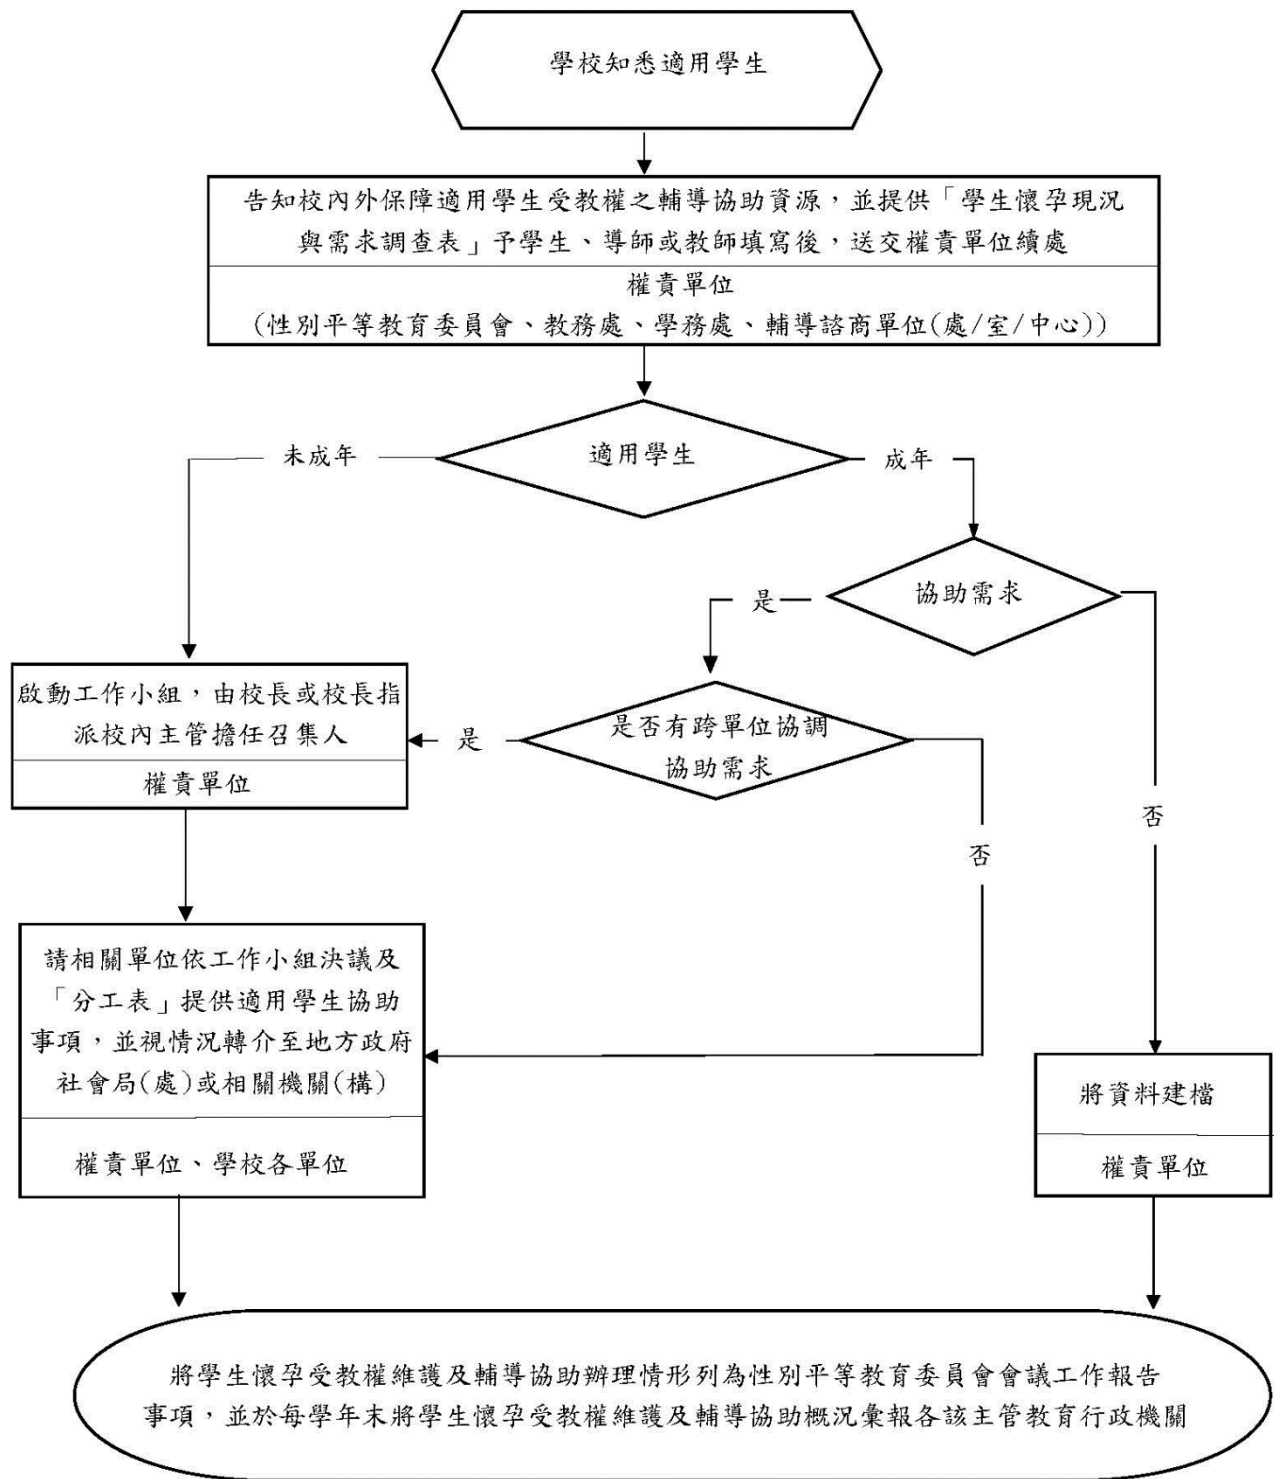 學校知悉適用學生
告知校內外保障適用學生受教權之輔導協助資源，並提供「學生懷孕現況
與需求調查表」予學生、導師或教師填寫後，送交權責單位續處
權責單位
(性別平等教育委員會、教務處、學務處、輔導諮商單位(處/室/中心))
適用學生
未成年
成年
協助需求
是
啟動工作小組，由校長或校長指
派校內主管擔任召集人
權責單位
是
是否有跨單位協調
協助需求
否
否
請相關單位依工作小組決議及
「分工表」提供適用學生協助
事項，並視情況轉介至地方政府
社會局(處)或相關機關(構)
權責單位、學校各單位
將資料建檔
權責單位
將學生懷孕受教權維護及輔導協助辦理情形列為性別平等教育委員會會議工作報告
事項，並於每學年末將學生懷孕受教權維護及輔導協助概況彙報各該主管教育行政機關